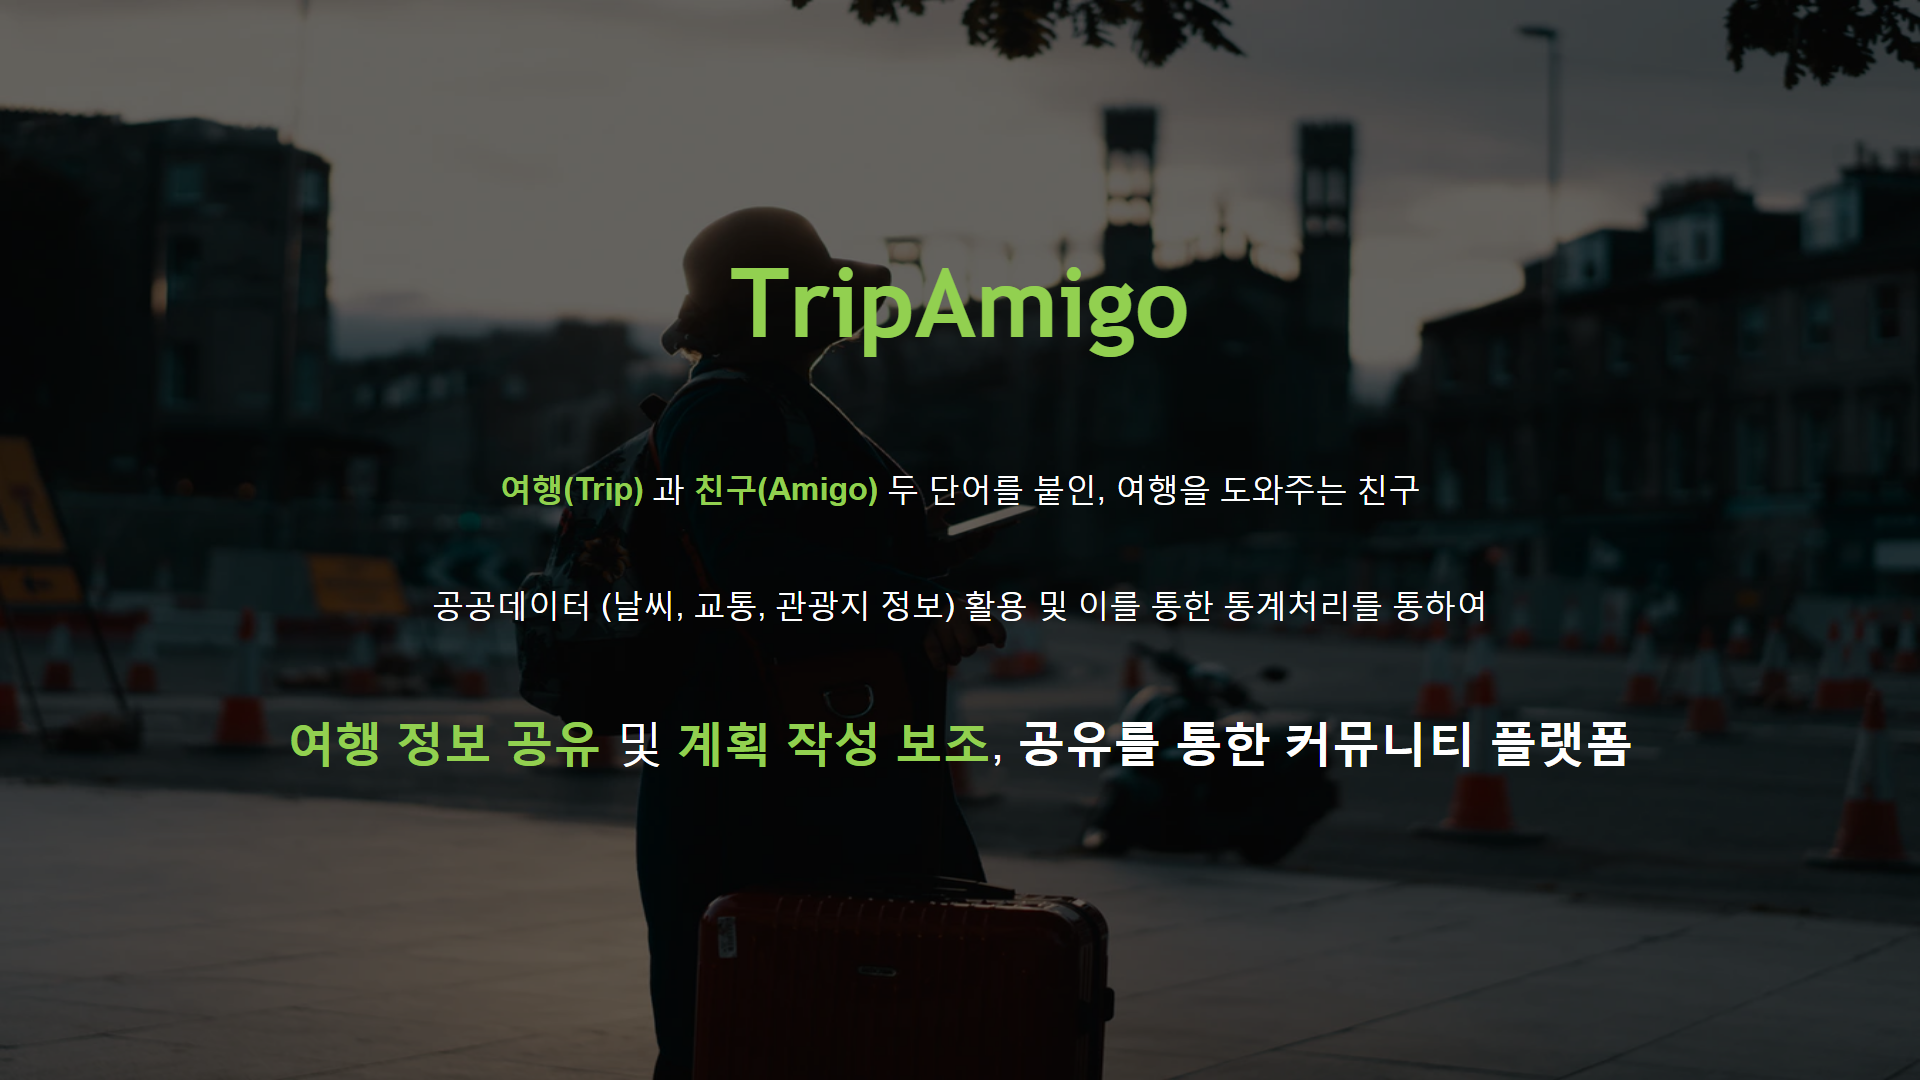 TripAmigo
여행(Trip) 과 친구(Amigo) 두 단어를 붙인, 여행을 도와주는 친구
공공데이터 (날씨, 교통, 관광지 정보) 활용 및 이를 통한 통계처리를 통하여
여행 정보 공유 및 계획 작성 보조, 공유를 통한 커뮤니티 플랫폼